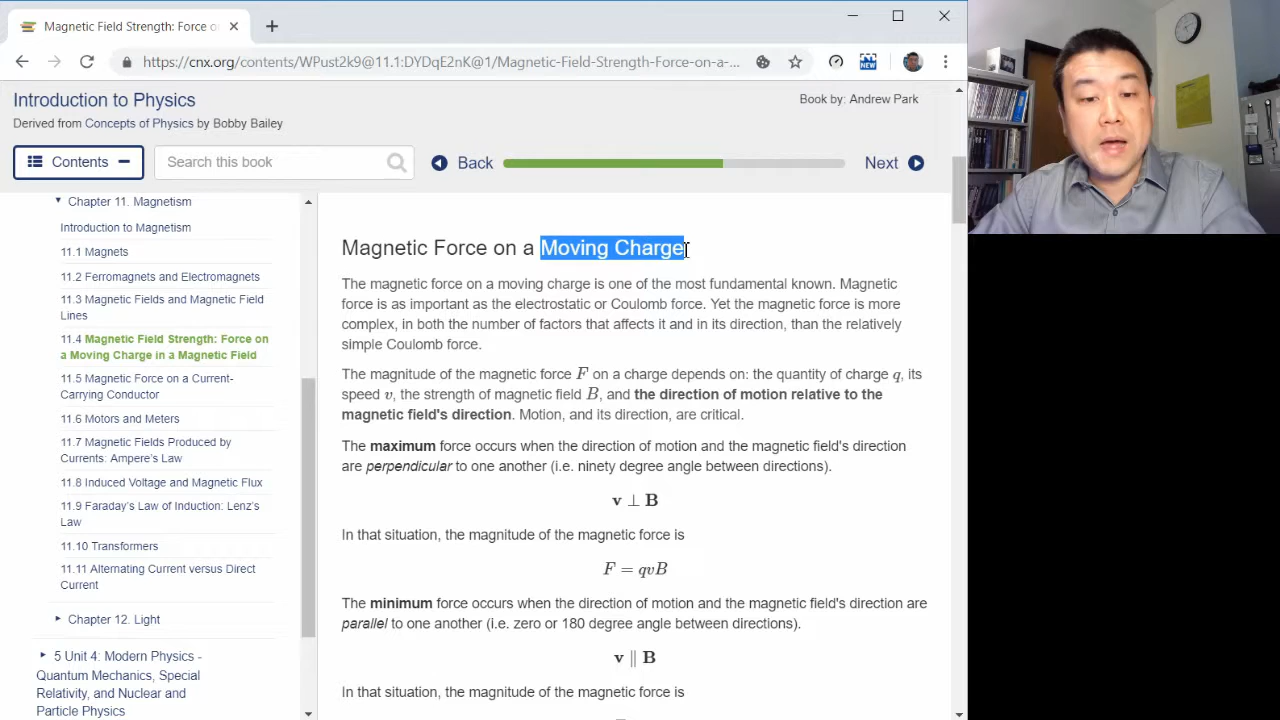 Magnetic Field Strength: Force o
https://cnx.org/contents/WPust2k9@11.1:DYDqE2nK@1/Magnetic-Field-Strength-Force-on-a-...
NEW
Introduction to Physics
Book by: Andrew Park
Derived from Concepts of Physics by Bobby Bailey
Contents
Search this book
Back
Next
Chapter 11. Magnetism
Introduction to Magnetism
11.1 Magnets
11.2 Ferromagnets and Electromagnets
11.3 Magnetic Fields and Magnetic Field
Lines
11.4 Magnetic Field Strength: Force on
a Moving Charge in a Magnetic Field
11.5 Magnetic Force on a Current-
Carrying Conductor
11.6 Motors and Meters
11.7 Magnetic Fields Produced by
Currents: Ampere's Law
11.8 Induced Voltage and Magnetic Flux
11.9 Faraday's Law of Induction: Lenz's
Law
11.10 Transformers
11.11 Alternating Current versus Direct
Current
Chapter 12. Light
5 Unit 4: Modern Physics -
Quantum Mechanics, Special
Relativity, and Nuclear and
Particle Physics
Magnetic Force on a Moving Charge
The magnetic force on a moving charge is one of the most fundamental known. Magnetic
force is as important as the electrostatic or Coulomb force. Yet the magnetic force is more
complex, in both the number of factors that affects it and in its direction, than the relatively
simple Coulomb force.
The magnitude of the magnetic force F on a charge depends on: the quantity of charge q, its
speed v, the strength of magnetic field B, and the direction of motion relative to the
magnetic field's direction. Motion, and its direction, are critical.
The maximum force occurs when the direction of motion and the magnetic field's direction
are perpendicular to one another (i.e. ninety degree angle between directions).
v ⊥ B
In that situation, the magnitude of the magnetic force is
F = qvB
The minimum force occurs when the direction of motion and the magnetic field's direction are
parallel to one another (i.e. zero or 180 degree angle between directions).
v ∥ B
In that situation, the magnitude of the magnetic force is